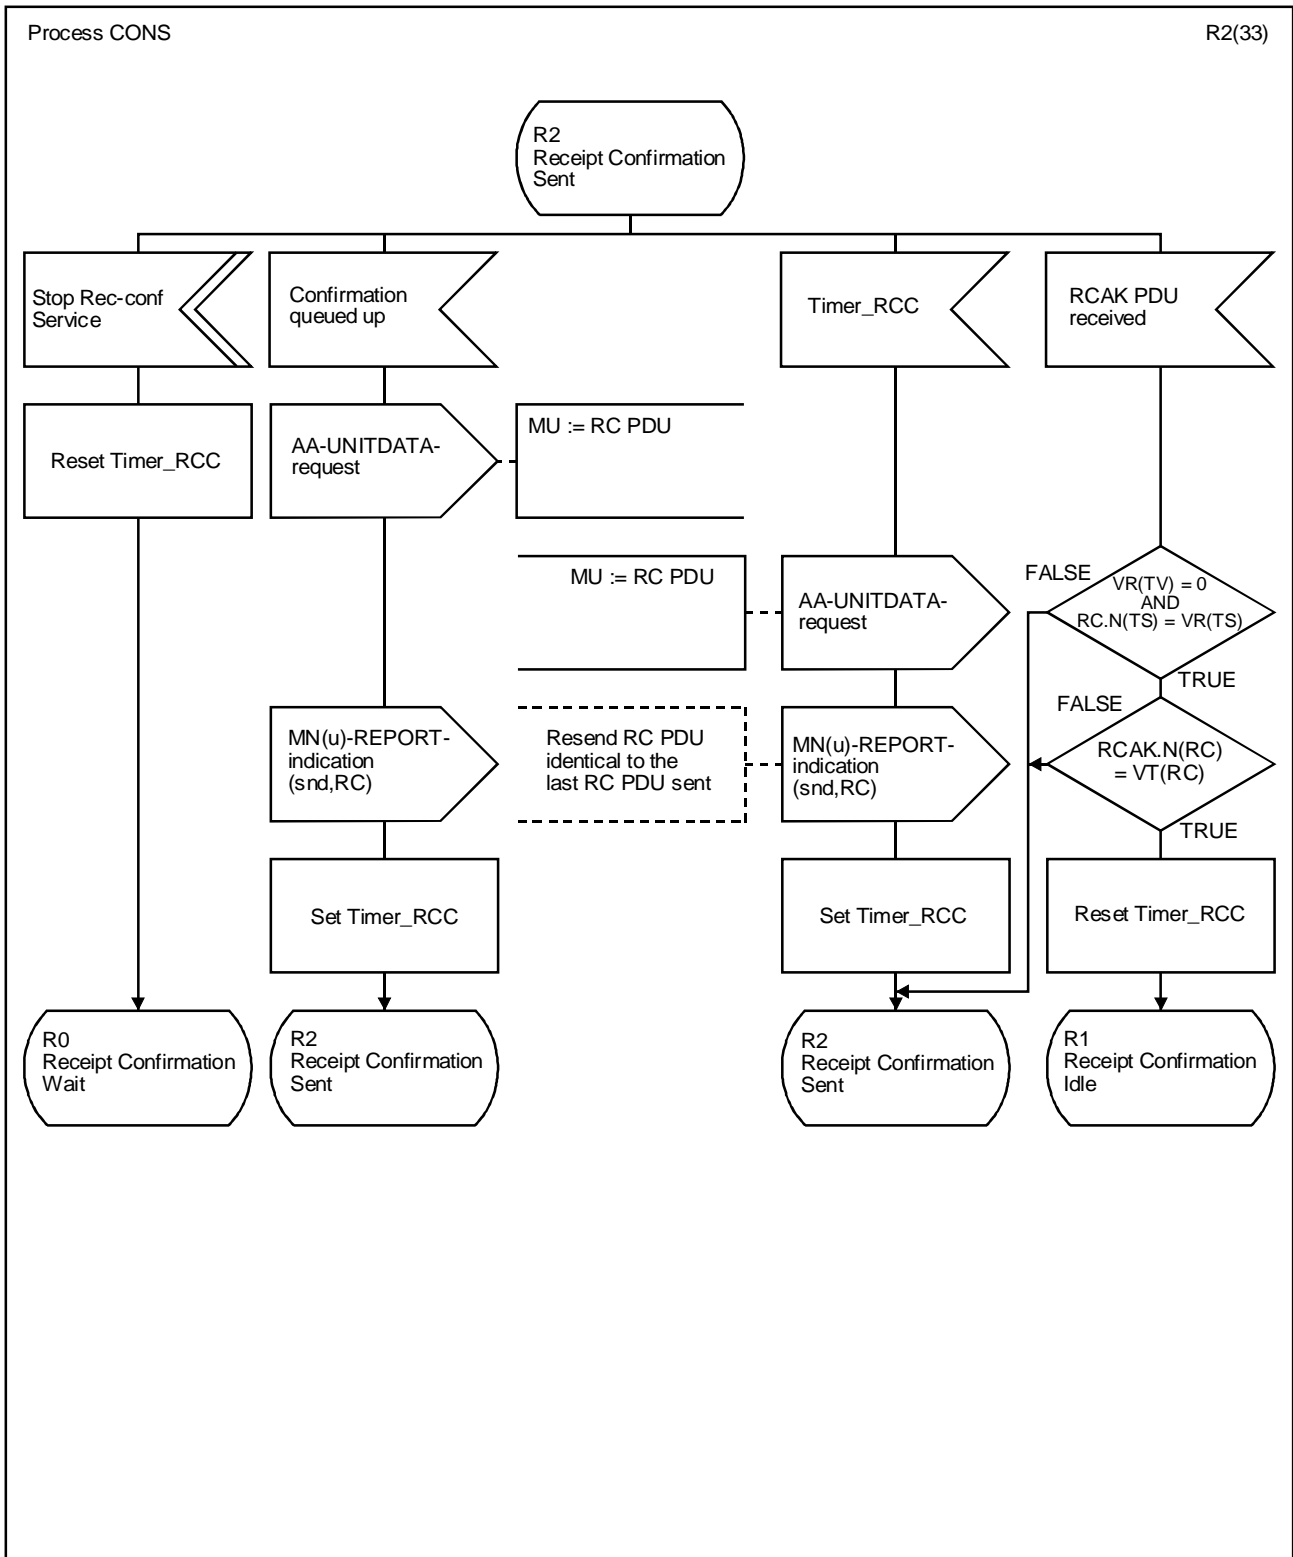 Process CONS
R2(33)
R2
Receipt Confirmation
Sent
Stop Rec-conf
Service
Confirmation
queued up
Timer_RCC
RCAK PDU
received
Reset Timer_RCC
AA-UNITDATA-
request
MU := RC PDU
MU := RC PDU
AA-UNITDATA-
request
FALSE
VR(TV) = 0
AND
RC.N(TS) = VR(TS)
TRUE
FALSE
MN(u)-REPORT-
indication
(snd,RC)
Resend RC PDU
identical to the
last RC PDU sent
MN(u)-REPORT-
indication
(snd,RC)
RCAK.N(RC)
= VT(RC)
TRUE
Set Timer_RCC
Set Timer_RCC
Reset Timer_RCC
R0
Receipt Confirmation
Wait
R2
Receipt Confirmation
Sent
R2
Receipt Confirmation
Sent
R1
Receipt Confirmation
Idle